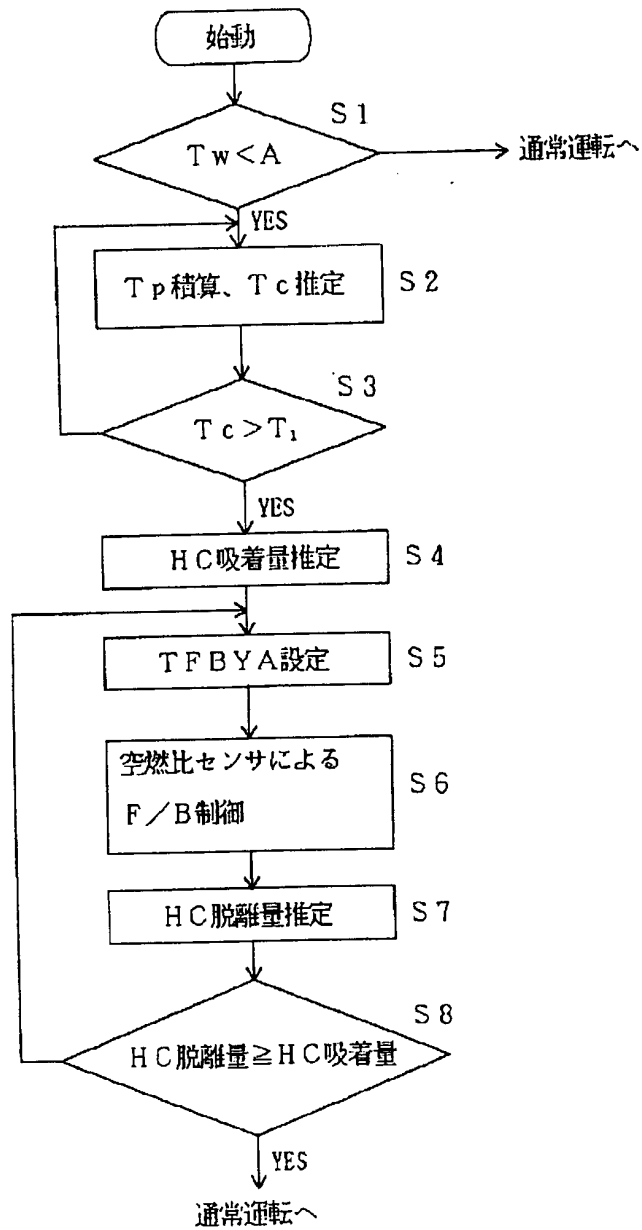 始動
S1
Tw<A
通常運転へ
YES
Tp積算、Tc推定
S2
S3
Tc>T₁
YES
HC吸着量推定
S4
TFBYA設定
S5
空燃比センサによる
F/B制御
S6
HC脱離量推定
S7
S8
HC脱離量≧HC吸着量
YES
通常運転へ